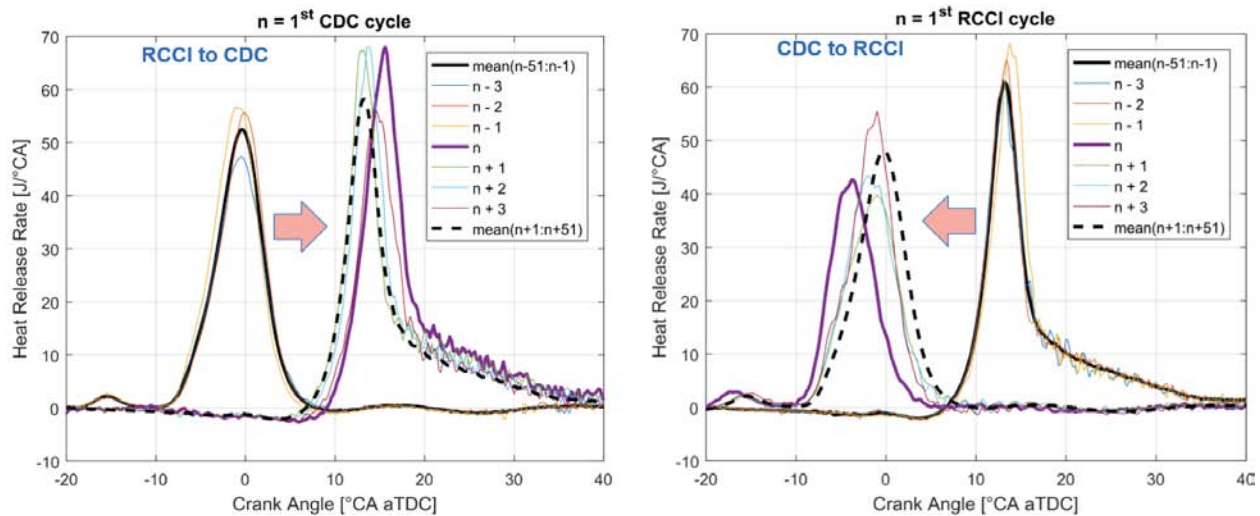 n = 1st CDC cycle
RCCI to CDC
70
60
50
40
30
20
10
0
-10
Heat Release Rate [J/°CA]
mean(n-51:n-1)
n - 3
n - 2
n - 1
n
n + 1
n + 2
n + 3
mean(n+1:n+51)
-20 -10 0 10 20 30 40
Crank Angle [°CA aTDC]
n = 1st RCCI cycle
CDC to RCCI
70
60
50
40
30
20
10
0
-10
Heat Release Rate [J/°CA]
mean(n-51:n-1)
n - 3
n - 2
n - 1
n
n + 1
n + 2
n + 3
mean(n+1:n+51)
-20 -10 0 10 20 30 40
Crank Angle [°CA aTDC]